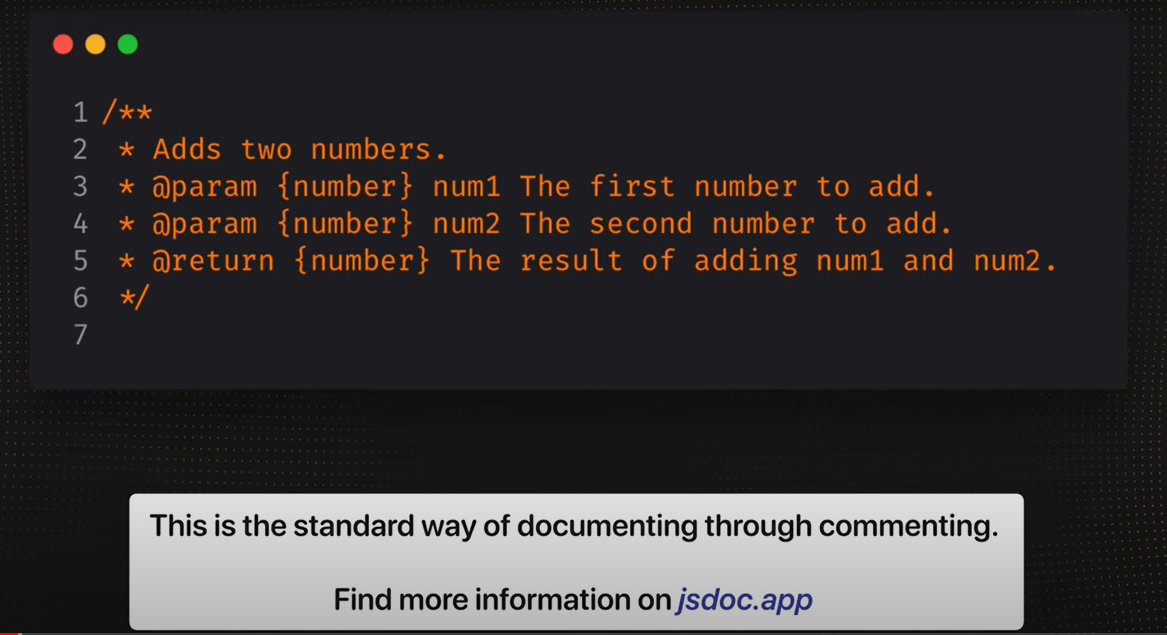 1 /**
2  * Adds two numbers.
3  * @param {number} num1 The first number to add.
4  * @param {number} num2 The second number to add.
5  * @return {number} The result of adding num1 and num2.
6  */
7
This is the standard way of documenting through commenting.
Find more information on jsdoc.app